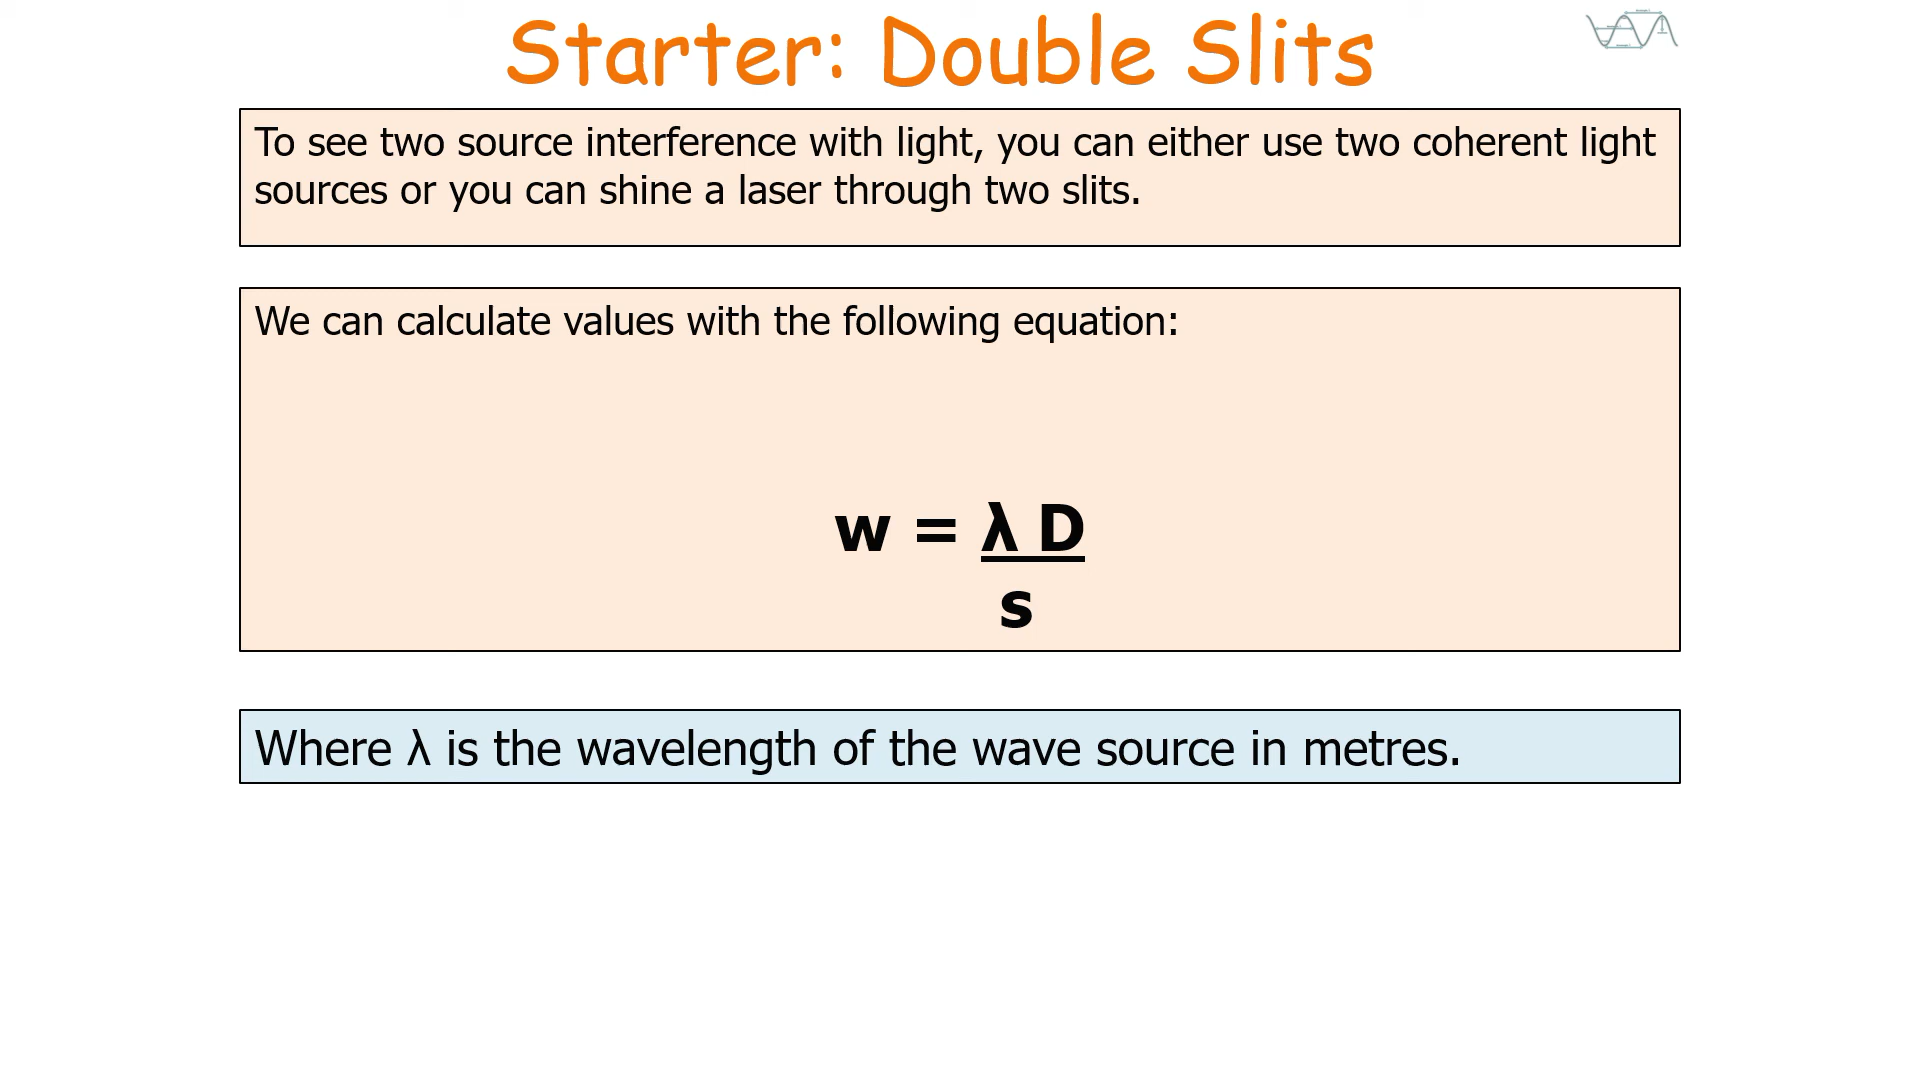 Starter: Double Slits
To see two source interference with light, you can either use two coherent light
sources or you can shine a laser through two slits.
We can calculate values with the following equation:
w = λ D
s
Where λ is the wavelength of the wave source in metres.